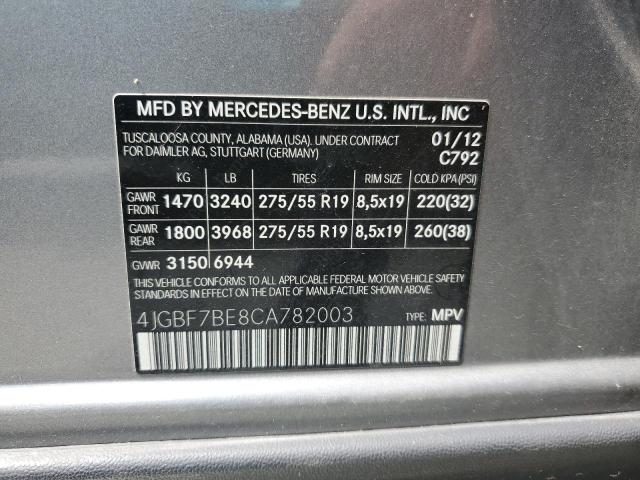 MFD BY MERCEDES-BENZ U.S. INTL., INC
TUSCALOOSA COUNTY, ALABAMA (USA). UNDER CONTRACT 01/12
FOR DAIMLER AG, STUTTGART (GERMANY) C792
KG LB TIRES RIM SIZE COLD KPA(PSI)
GAWR FRONT 1470 3240 275/55 R19 8,5x19 220(32)
GAWR REAR 1800 3968 275/55 R19 8,5x19 260(38)
GVWR 3150 6944
THIS VEHICLE CONFORMS TO ALL APPLICABLE FEDERAL MOTOR VEHICLE SAFETY
STANDARDS IN EFFECT ON THE DATE OF MANUFACTURE SHOWN ABOVE.
4JGBF7BE8CA782003 TYPE: MPV